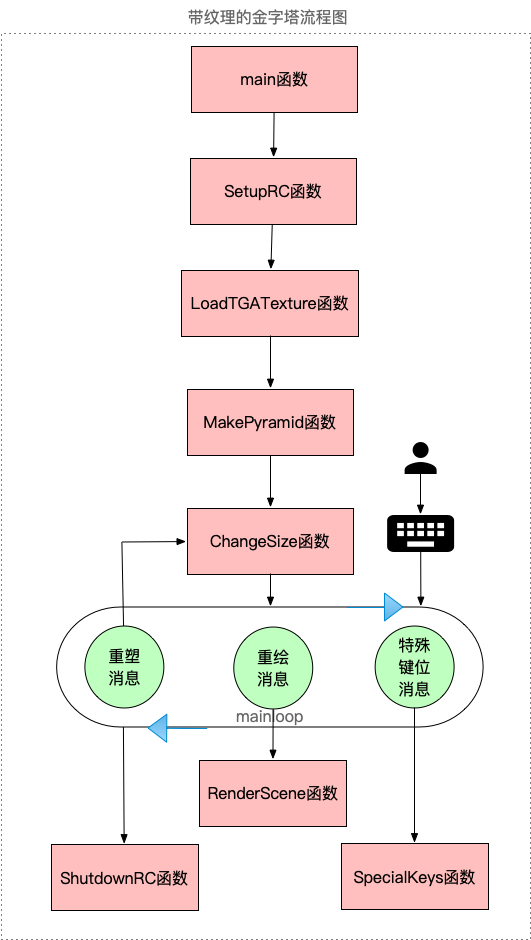 带纹理的金字塔流程图
main函数
SetupRC函数
LoadTGATexture函数
MakePyramid函数
ChangeSize函数
重塑
消息
重绘
消息
特殊
键位
消息
mainloop
RenderScene函数
ShutdownRC函数
SpecialKeys函数